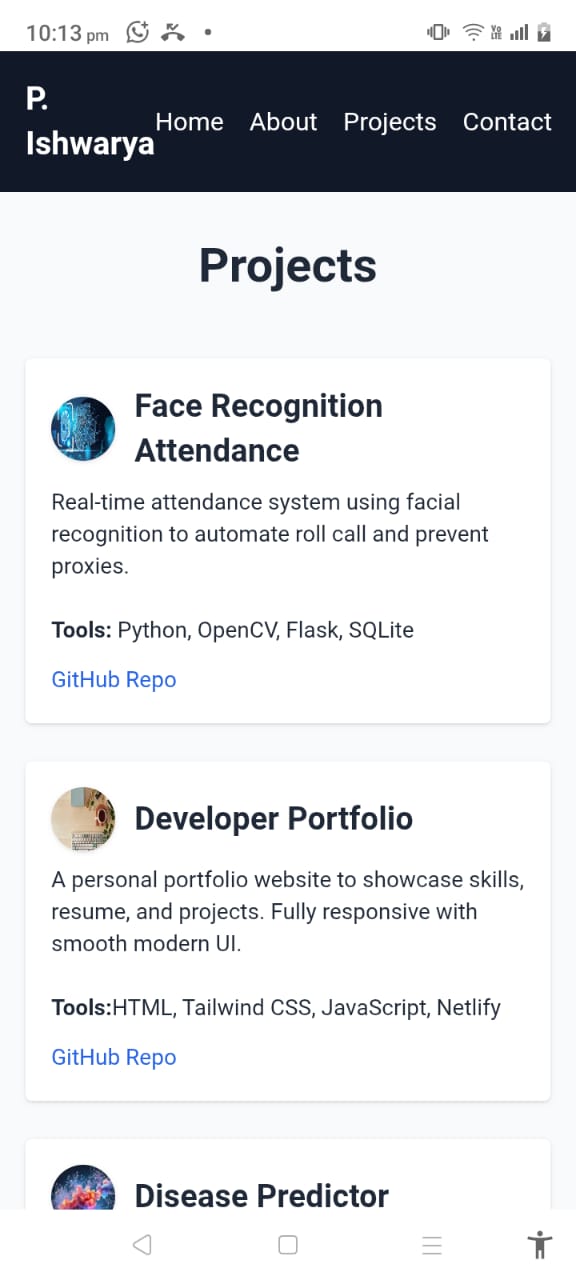 10:13 pm
P.
Ishwarya
Home About Projects Contact
Projects
Face Recognition
Attendance
Real-time attendance system using facial
recognition to automate roll call and prevent
proxies.
Tools: Python, OpenCV, Flask, SQLite
GitHub Repo
Developer Portfolio
A personal portfolio website to showcase skills,
resume, and projects. Fully responsive with
smooth modern UI.
Tools:HTML, Tailwind CSS, JavaScript, Netlify
GitHub Repo
Disease Predictor